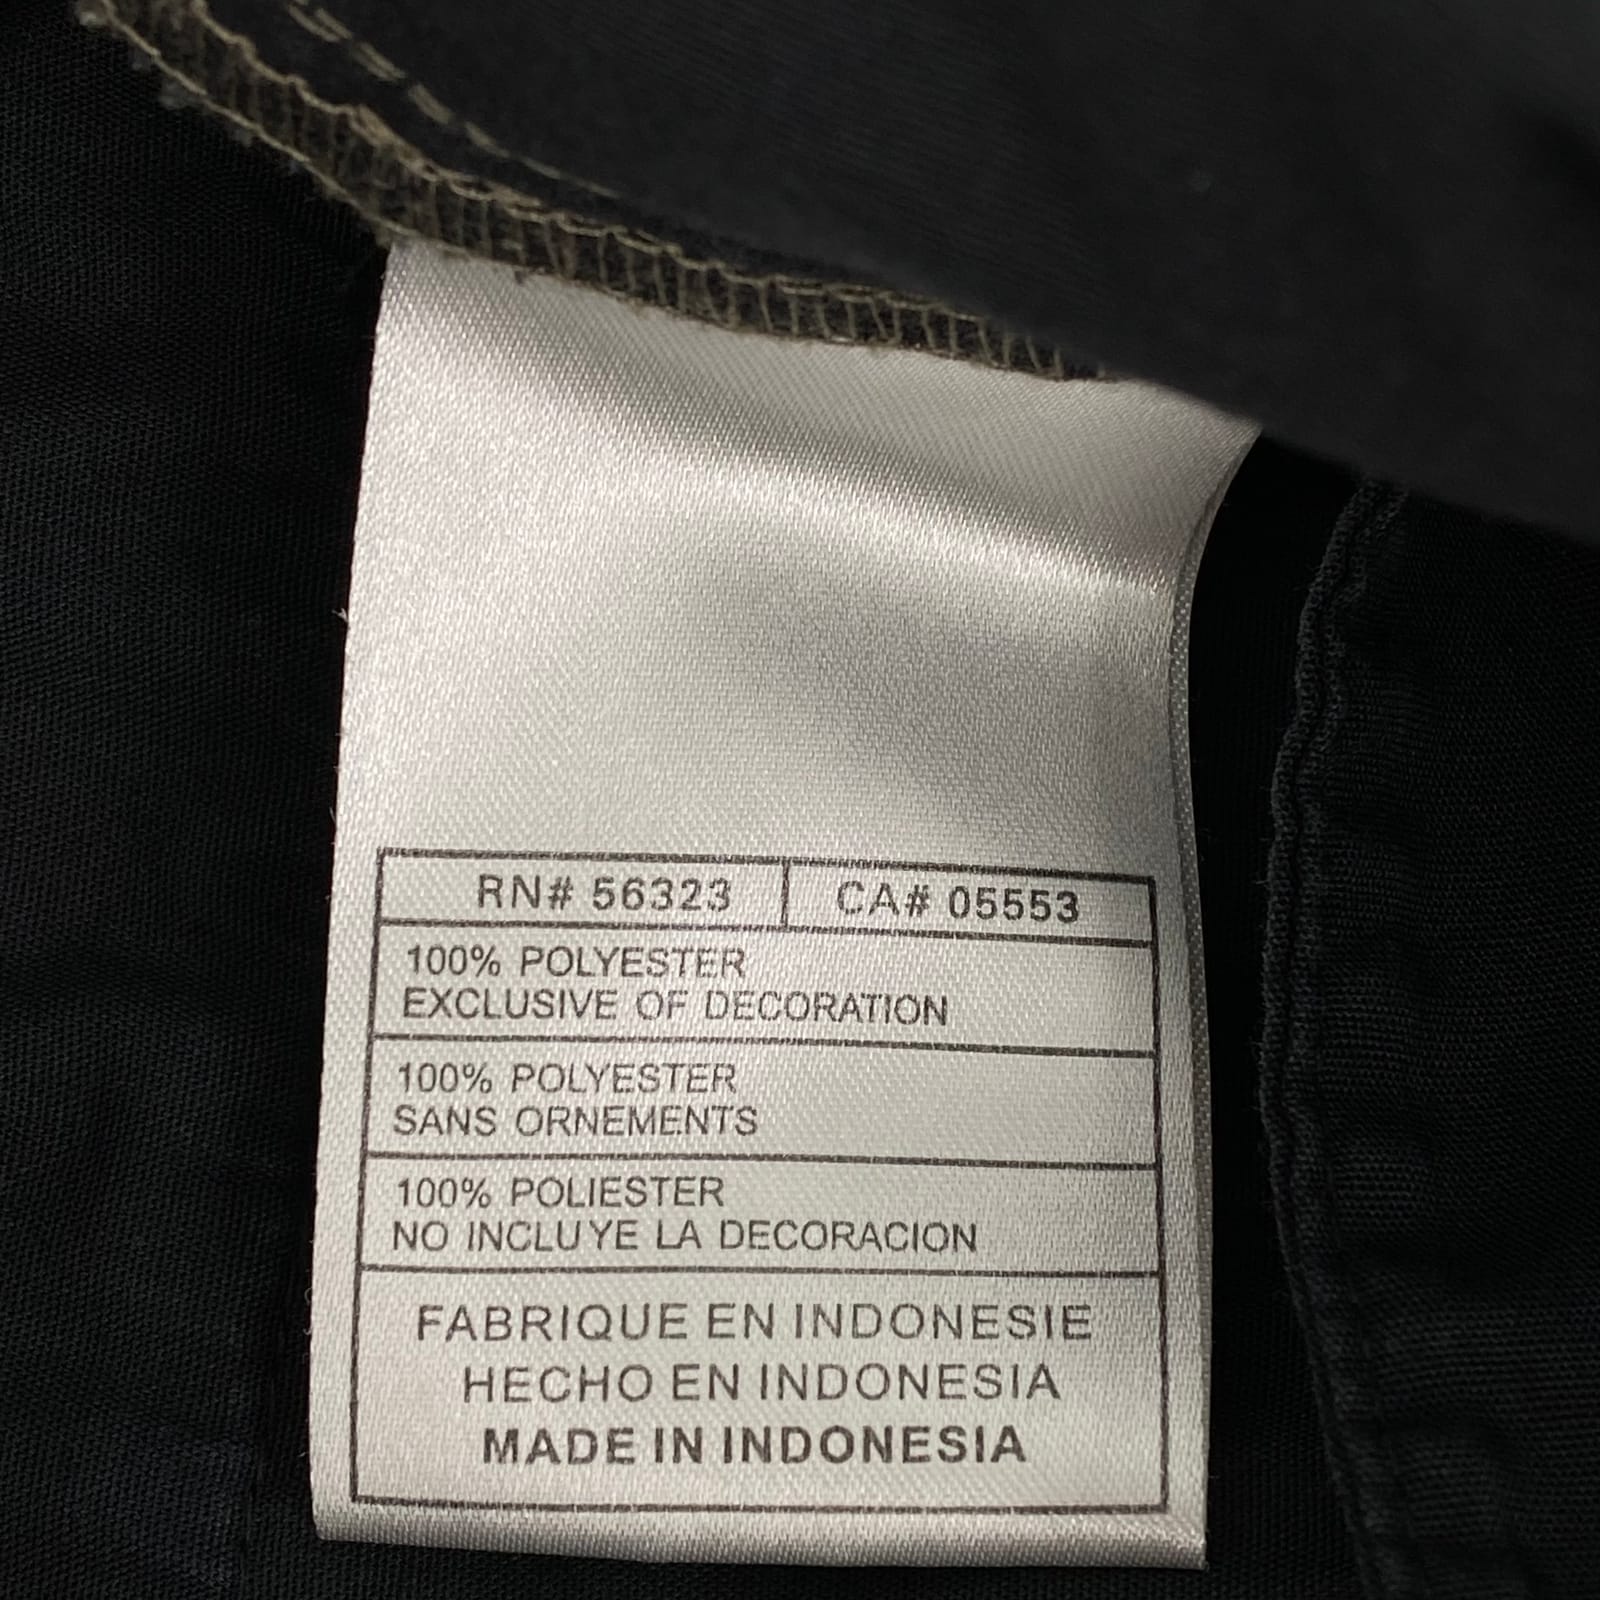 RN# 56323 CA# 05553
100% POLYESTER
EXCLUSIVE OF DECORATION
100% POLYESTER
SANS ORNEMENTS
100% POLIESTER
NO INCLUYE LA DECORACION
FABRIQUE EN INDONESIE
HECHO EN INDONESIA
MADE IN INDONESIA